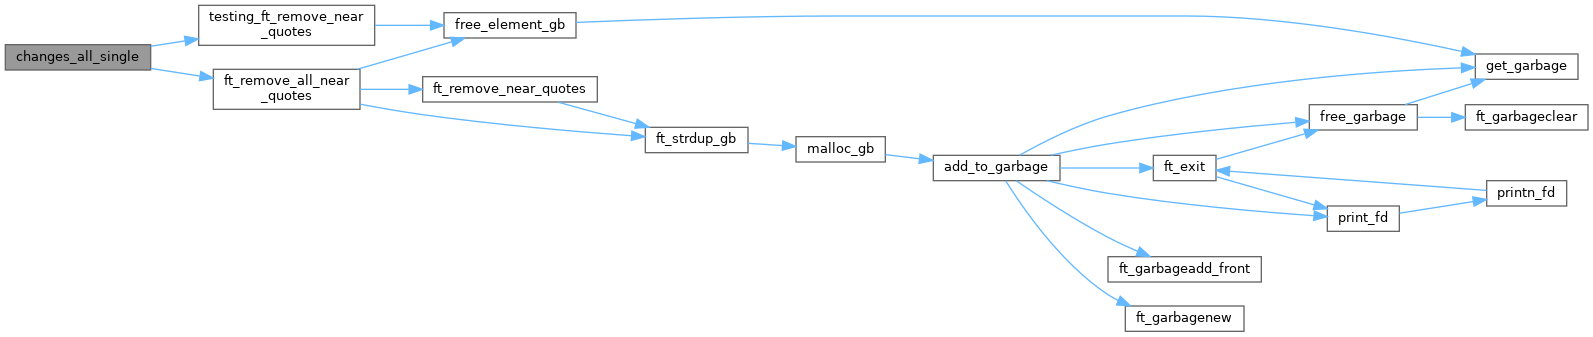 changes_all_single
testing_ft_remove_near
_quotes
ft_remove_all_near
_quotes
free_element_gb
ft_remove_near_quotes
ft_strdup_gb
malloc_gb
add_to_garbage
get_garbage
free_garbage
ft_garbageclear
ft_exit
printn_fd
print_fd
ft_garbageadd_front
ft_garbagenew